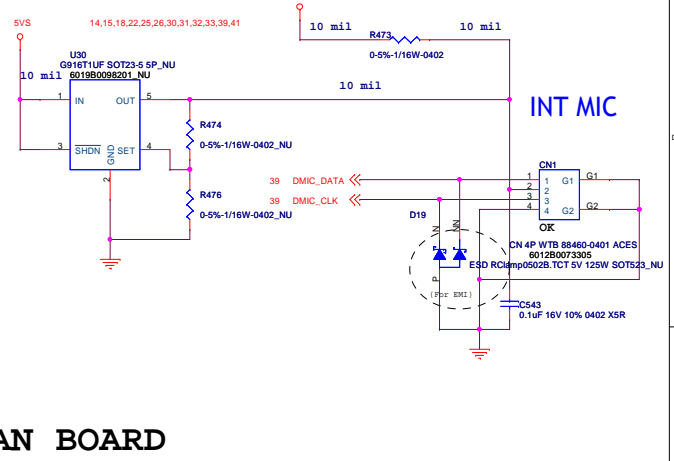 5VS
14,15,18,22,25,26,30,31,32,33,39,41
10 mil
R473
10 mil
0-5%-1/16W-0402
U30
G916T1UF SOT23-5 5P_NU
6019B0098201_NU
10 mil
10 mil
1 IN OUT 5
INT MIC
R474
3 SHDN SET 4
0-5%-1/16W-0402_NU
GND
2
CN1
39 DMIC_DATA
1 1 G1 G1
2 2
39 DMIC_CLK
3 3
4 4 G2 G2
R476
0-5%-1/16W-0402_NU
D19
OK
N NN
CN 4P WTB 88460-0401 ACES
6012B0073305
ESD RClamp0502B.TCT 5V 125W SOT523_NU
P
(For EMI)
C543
0.1uF 16V 10% 0402 X5R
AN BOARD